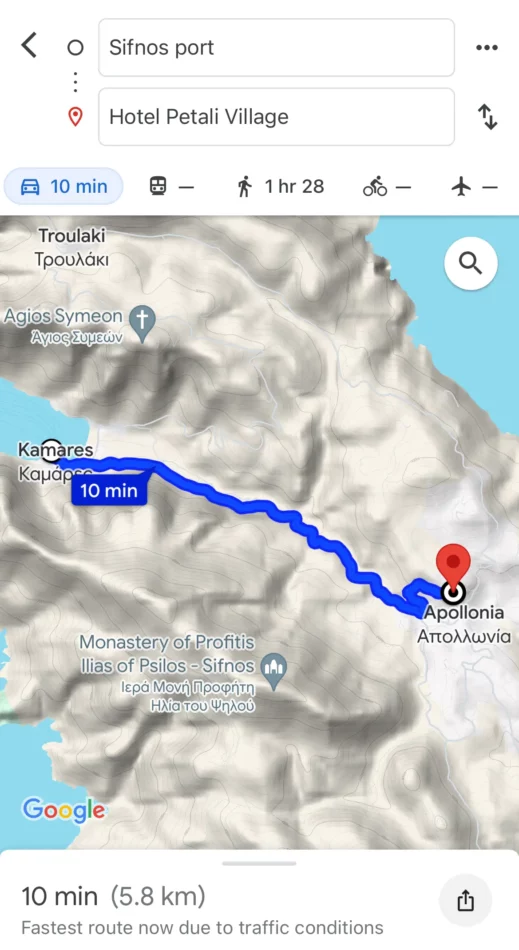 Sifnos port
Hotel Petali Village
10 min
—
1 hr 28
—
—
Troulaki
Τρουλάκι
Agios Symeon
Άγιος Συμεών
Kamares
Καμάρες
10 min
Apollonia
Απολλωνία
Monastery of Profitis
Ilias of Psilos - Sifnos
Ιερά Μονή Προφήτη
Ηλία του Ψηλού
Google
10 min (5.8 km)
Fastest route now due to traffic conditions